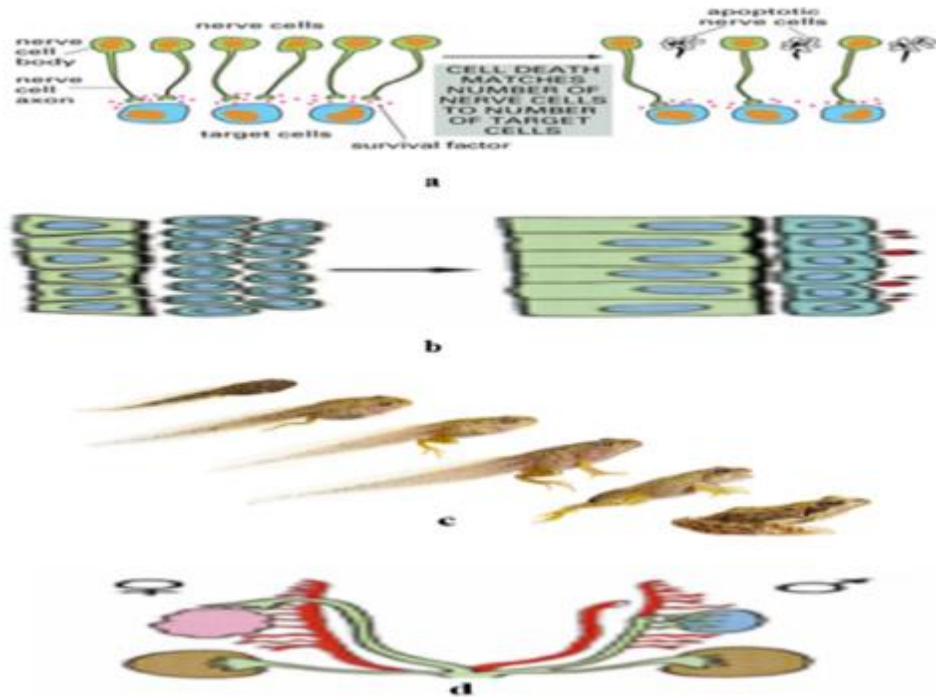 nerve cells
apoptotic
nerve cells
nerve
cell
body
nerve
cell
axon
CELL DEATH
MATCHES
NUMBER OF
NERVE CELLS
TO NUMBER
OF TARGET
CELLS
target cells
survival factor
a
b
c
d